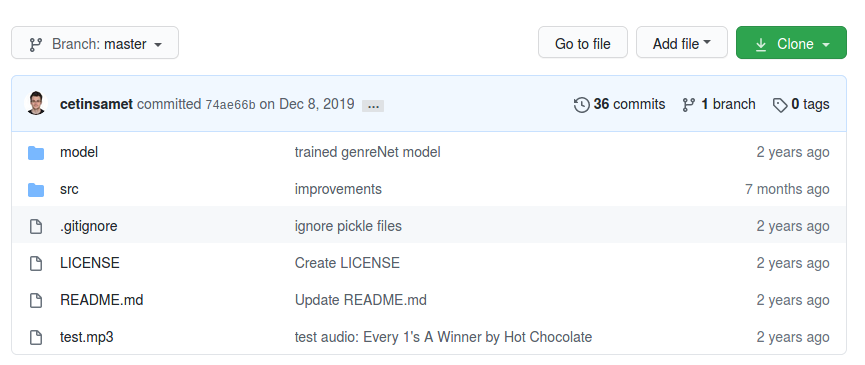 Branch: master Go to file Add file Clone
cetinsamet committed 74ae66b on Dec 8, 2019 ... 36 commits 1 branch 0 tags
model trained genreNet model 2 years ago
src improvements 7 months ago
.gitignore ignore pickle files 2 years ago
LICENSE Create LICENSE 2 years ago
README.md Update README.md 2 years ago
test.mp3 test audio: Every 1's A Winner by Hot Chocolate 2 years ago